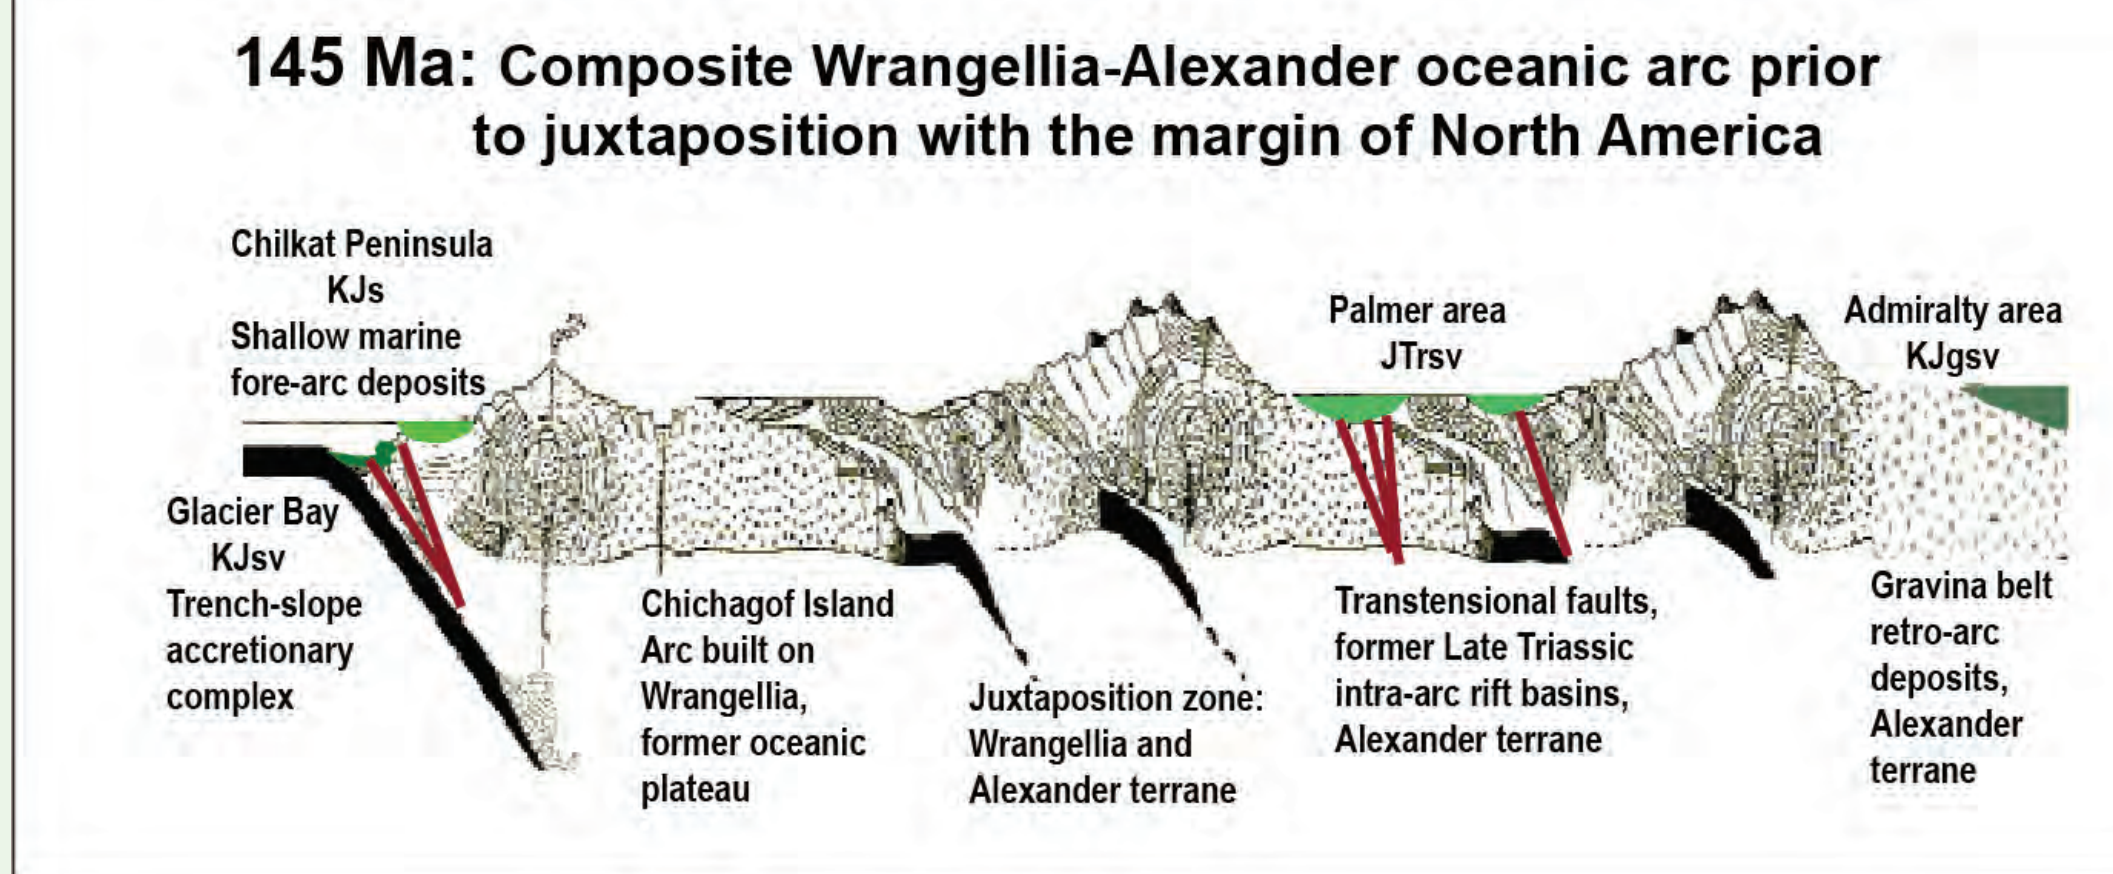 145 Ma: Composite Wrangellia-Alexander oceanic arc prior
to juxtaposition with the margin of North America
Chilkat Peninsula
KJs
Shallow marine
fore-arc deposits
Palmer area
JTrsv
Admiralty area
KJgsv
Glacier Bay
KJsv
Trench-slope
accretionary
complex
Chichagof Island
Arc built on
Wrangellia,
former oceanic
plateau
Juxtaposition zone:
Wrangellia and
Alexander terrane
Transtensional faults,
former Late Triassic
intra-arc rift basins,
Alexander terrane
Gravina belt
retro-arc
deposits,
Alexander
terrane